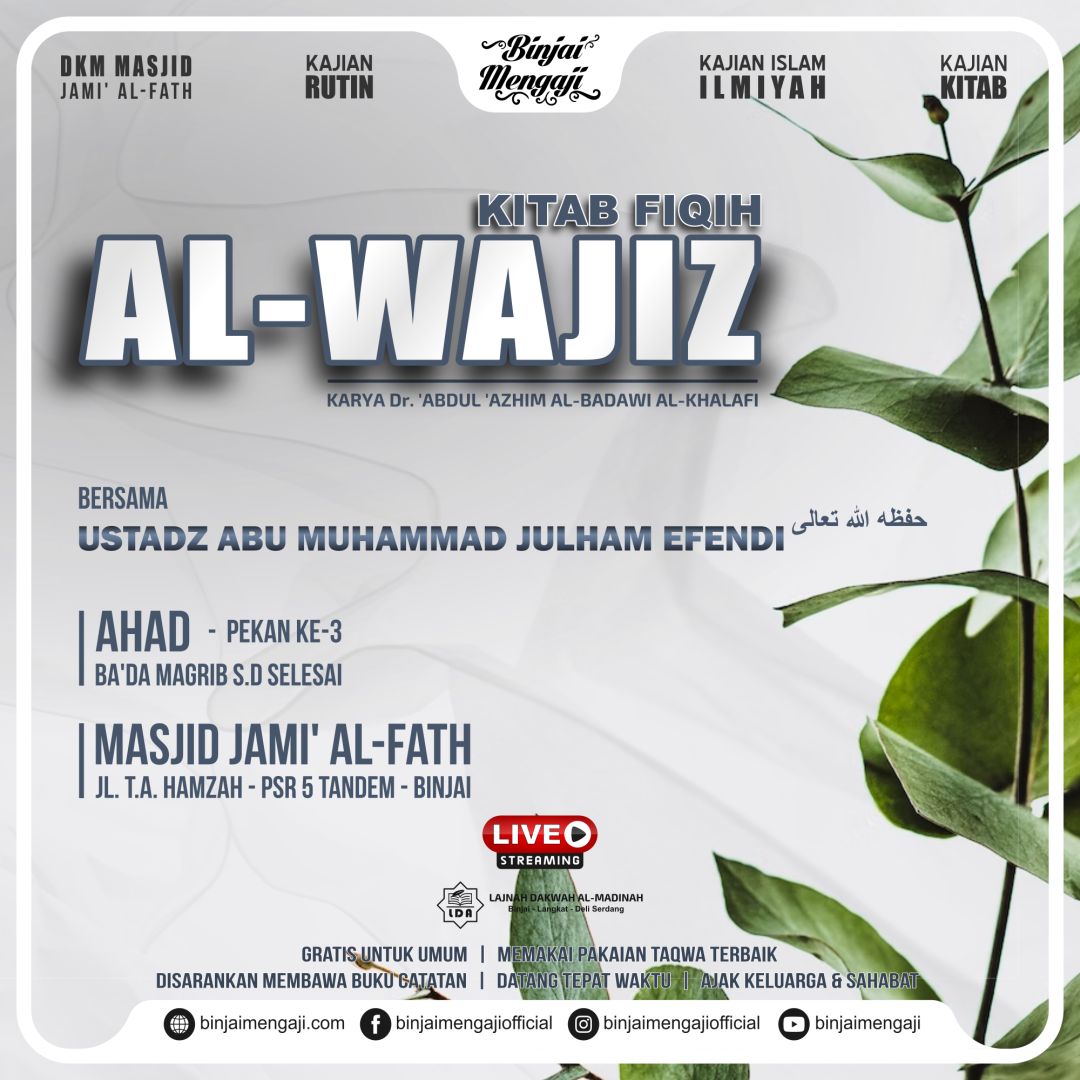 DKM MASJID
JAMI' AL-FATH
KAJIAN
RUTIN
Binjai
Mengaji
KAJIAN ISLAM
ILMIYAH
KAJIAN
KITAB
KITAB FIQIH
AL-WAJIZ
KARYA Dr. 'ABDUL 'AZHIM AL-BADAWI AL-KHALAFI
BERSAMA
USTADZ ABU MUHAMMAD JULHAM EFENDI حفظه الله تعالى
AHAD - PEKAN KE-3
BA'DA MAGRIB S.D SELESAI
MASJID JAMI' AL-FATH
JL. T.A. HAMZAH - PSR 5 TANDEM - BINJAI
LIVE
STREAMING
LDA
LAJNAH DAKWAH AL-MADINAH
Binjai - Langkat - Deli Serdang
GRATIS UNTUK UMUM | MEMAKAI PAKAIAN TAQWA TERBAIK
DISARANKAN MEMBAWA BUKU CATATAN | DATANG TEPAT WAKTU | AJAK KELUARGA & SAHABAT
binjaimengaji.com binjaimengajiofficial binjaimengajiofficial binjaimengaji